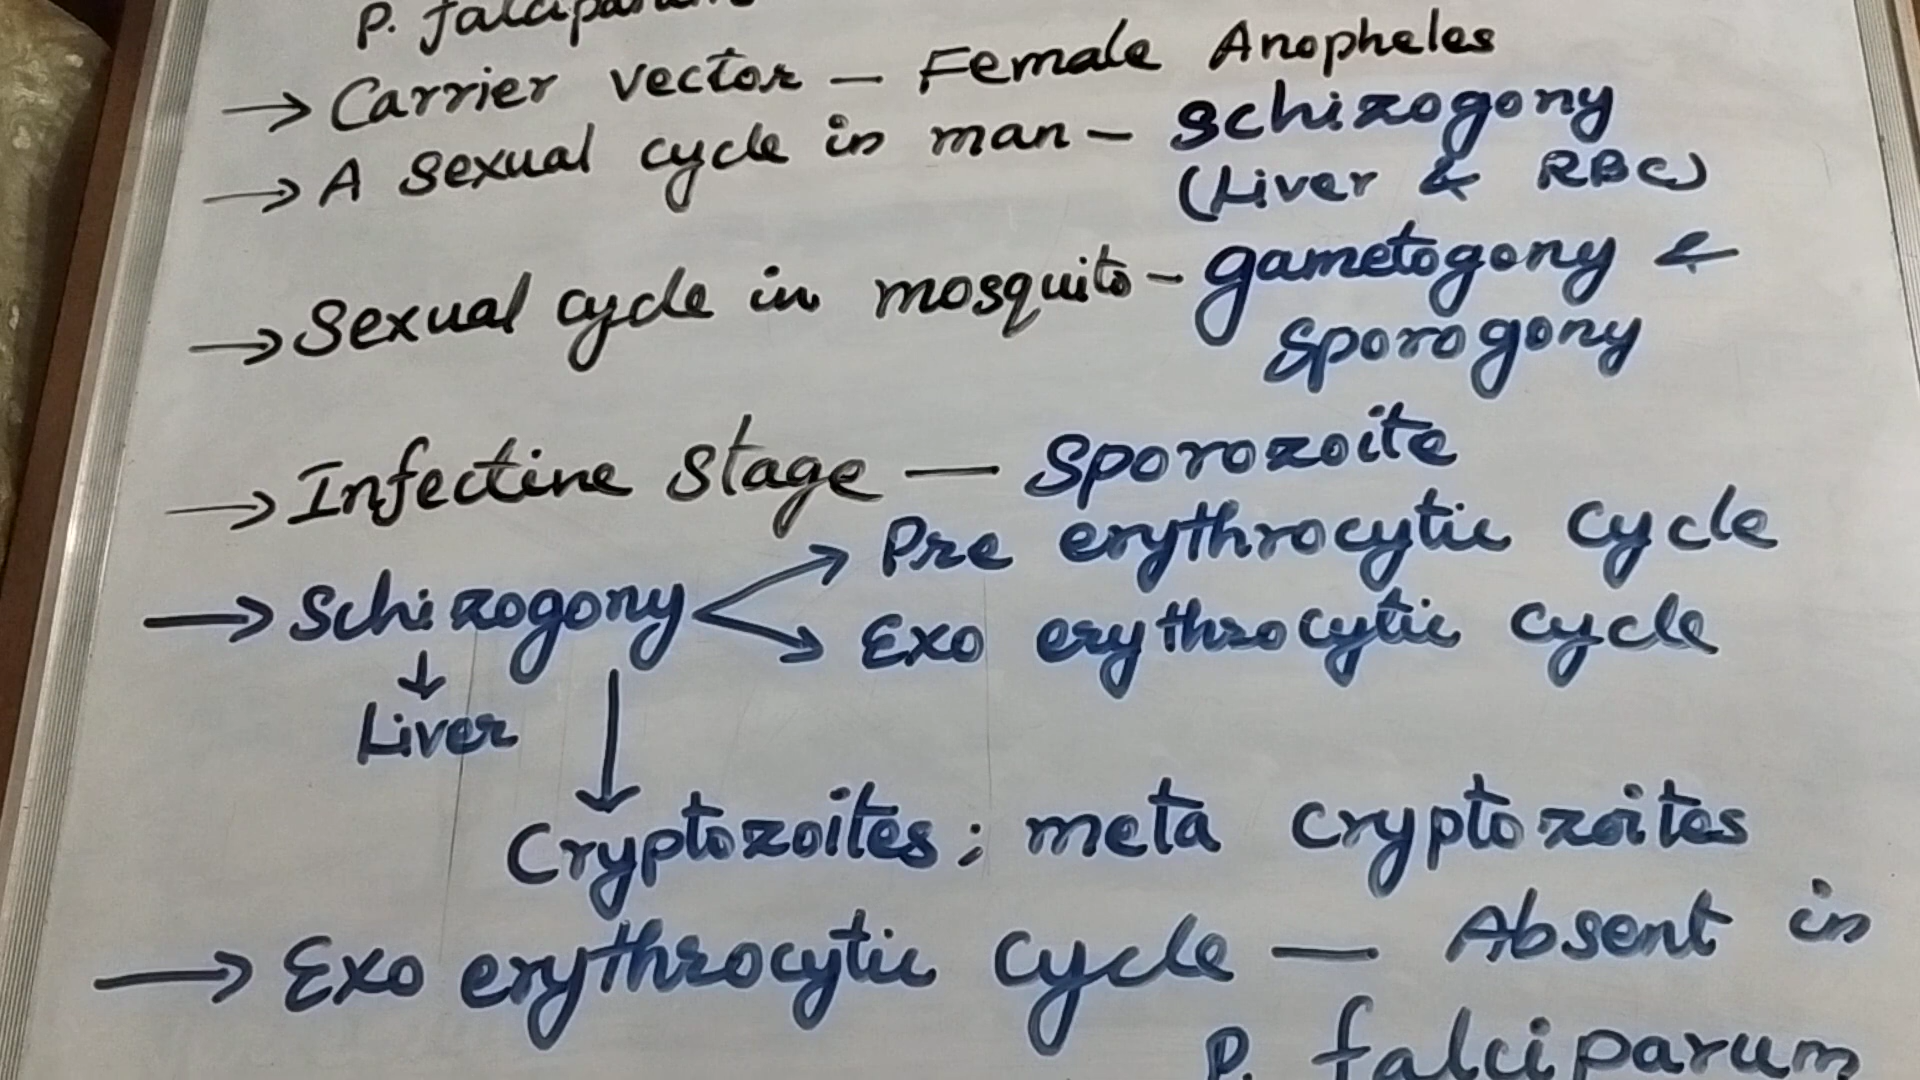 P. falciparum
→ Carrier vector — Female Anopheles
→ A sexual cycle in man – Schizogony
(Liver & RBC)
→ Sexual cycle in mosquito – gametogony &
Sporogony
→ Infective Stage — Sporozoite
→ Schizogony → Pre erythrocytic cycle
→ Exo erythrocytic cycle
↓
Liver
↓
Cryptozoites; meta cryptozoites
→ Exo erythrocytic cycle — Absent in
P. falciparum